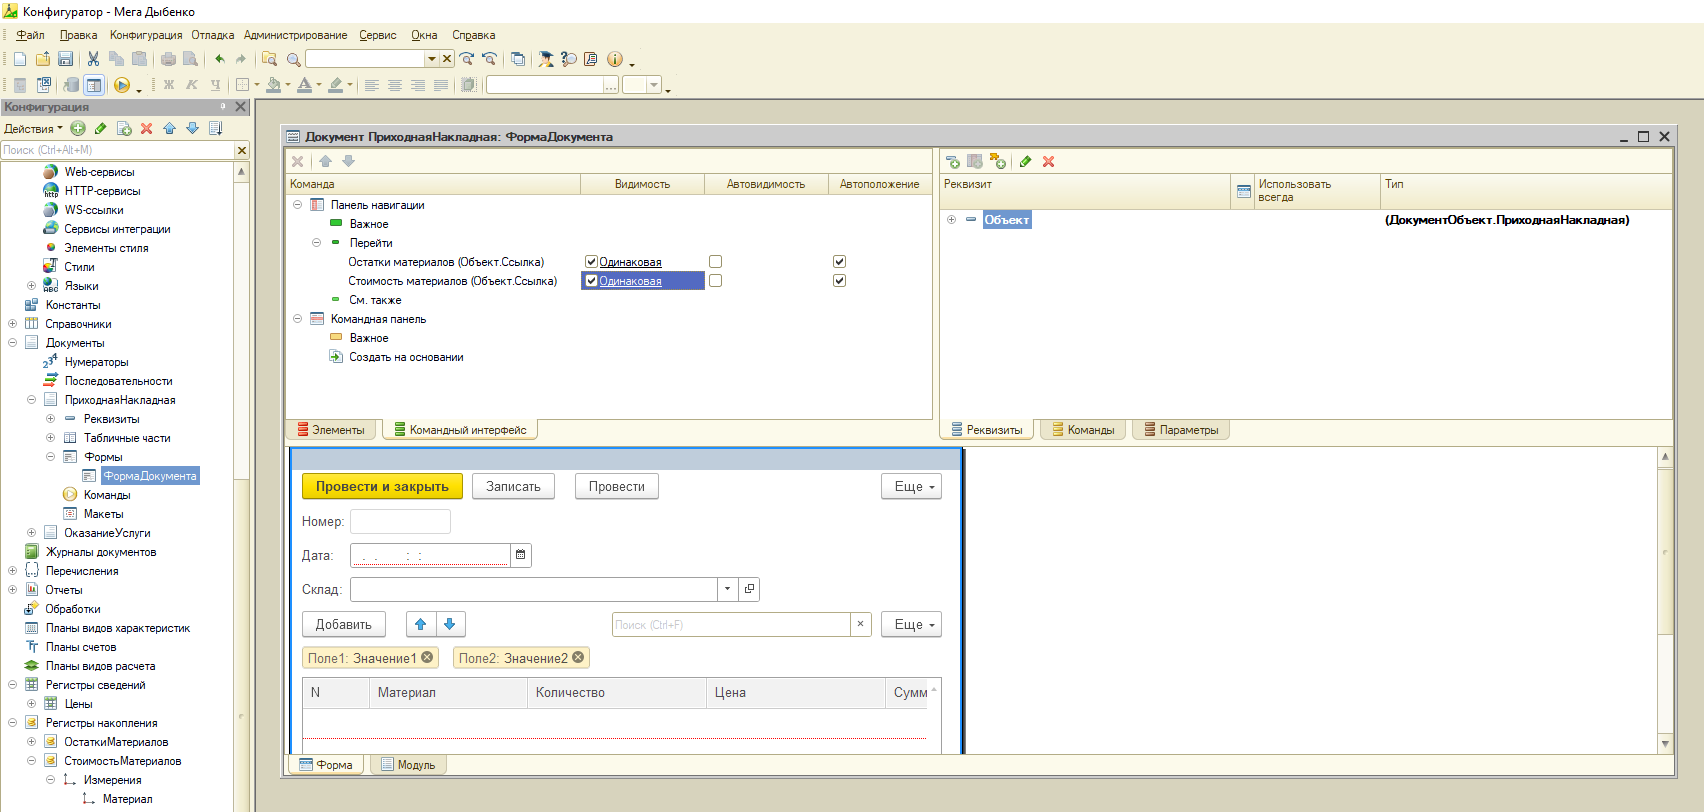 Конфигуратор - Мега Дыбенко
Файл Правка Конфигурация Отладка Администрирование Сервис Окна Справка
Ж К Ч
Конфигурация
Действия
Поиск (Ctrl+Alt+M)
Web-сервисы
HTTP-сервисы
WS-ссылки
Сервисы интеграции
Элементы стиля
Стили
Языки
Константы
Справочники
Документы
Нумераторы
Последовательности
ПриходнаяНакладная
Реквизиты
Табличные части
Формы
ФормаДокумента
Команды
Макеты
ОказаниеУслуги
Журналы документов
Перечисления
Отчеты
Обработки
Планы видов характеристик
Планы счетов
Планы видов расчета
Регистры сведений
Цены
Регистры накопления
ОстаткиМатериалов
СтоимостьМатериалов
Измерения
Материал
Документ ПриходнаяНакладная: ФормаДокумента
Команда Видимость Автовидимость Автоположение
Панель навигации
Важное
Перейти
Остатки материалов (Объект.Ссылка) Одинаковая
Стоимость материалов (Объект.Ссылка) Одинаковая
См. также
Командная панель
Важное
Создать на основании
Элементы Командный интерфейс
Реквизит Использовать всегда Тип
Объект (ДокументОбъект.ПриходнаяНакладная)
Реквизиты Команды Параметры
Провести и закрыть Записать Провести Еще
Номер:
Дата: . . : :
Склад:
Добавить Поиск (Ctrl+F) × Еще
Поле1: Значение1 Поле2: Значение2
N Материал Количество Цена Сумм
Форма Модуль